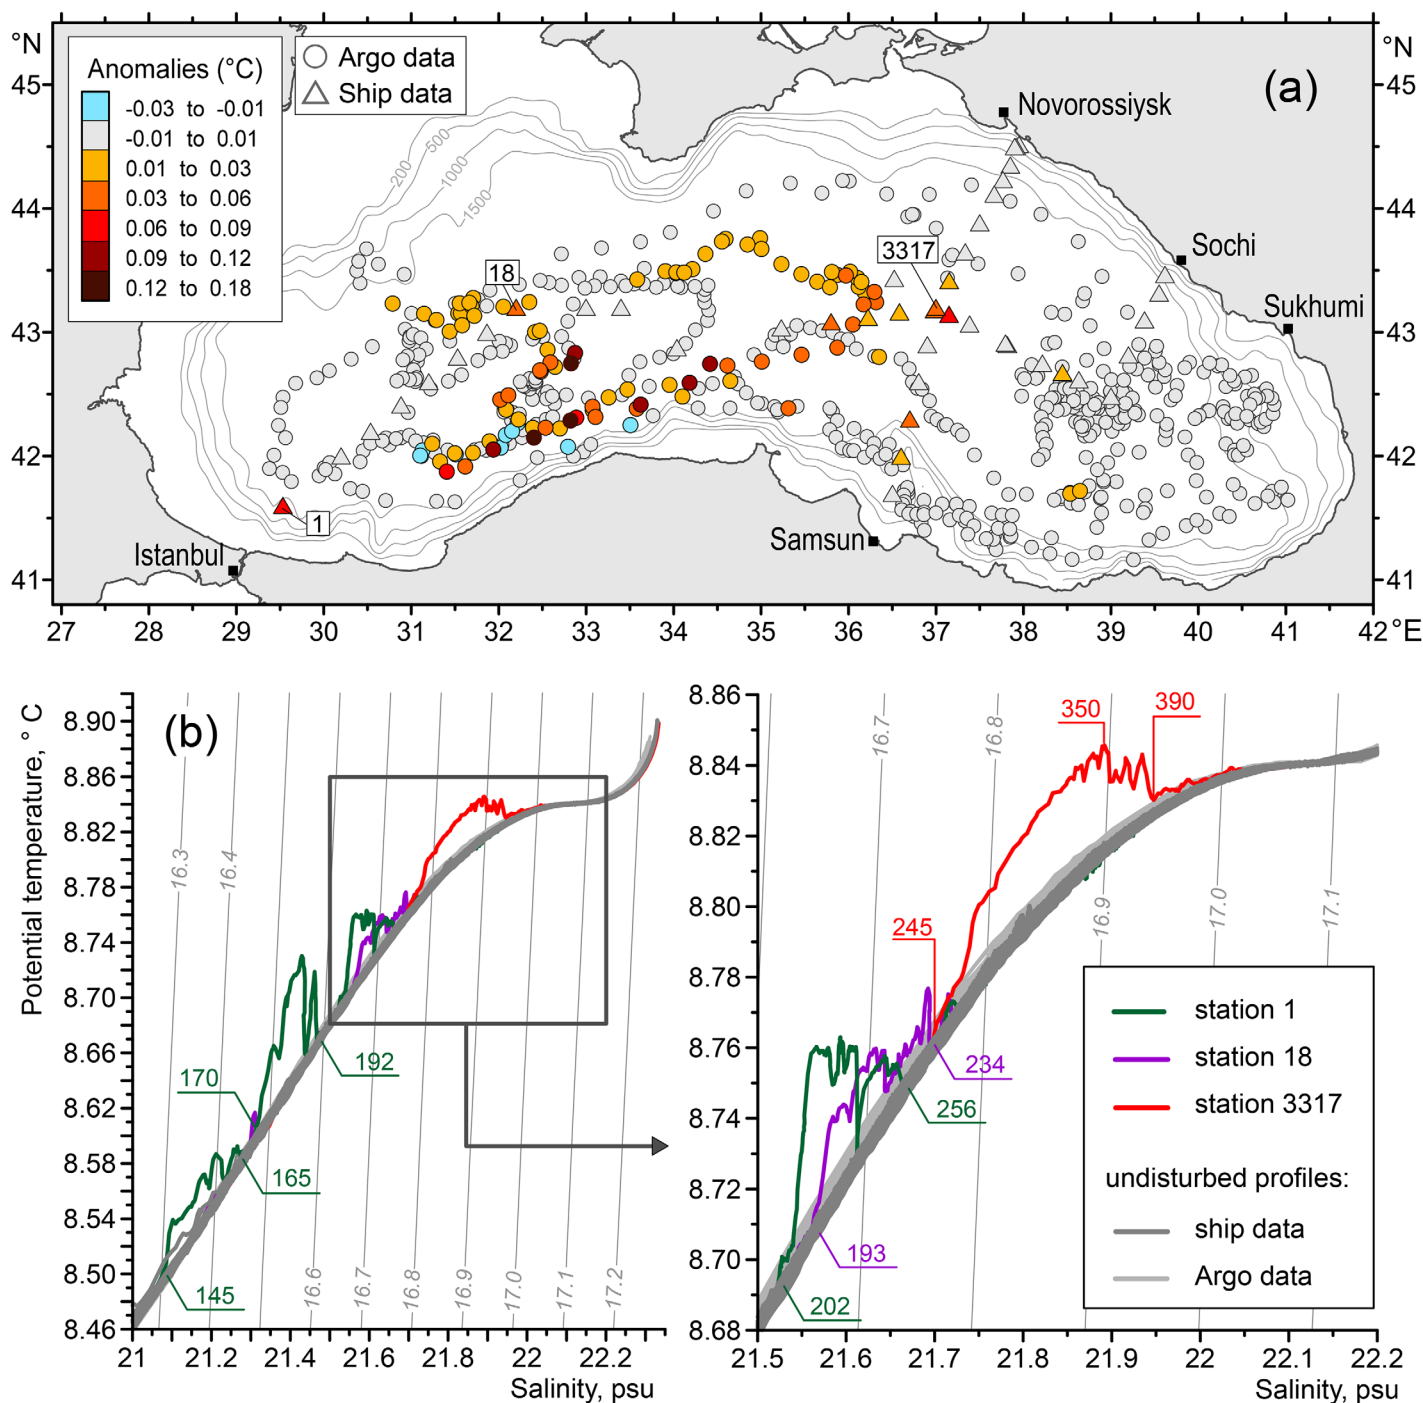 °N
°N
45
45
44
44
43
43
42
42
41
41
Anomalies (°C)
-0.03 to -0.01
-0.01 to 0.01
0.01 to 0.03
0.03 to 0.06
0.06 to 0.09
0.09 to 0.12
0.12 to 0.18
Argo data
Ship data
(a)
Novorossiysk
Sochi
Sukhumi
Samsun
Istanbul
200
500
1000
1500
18
3317
1
27 28 29 30 31 32 33 34 35 36 37 38 39 40 41 42 °E
(b)
Potential temperature, ° C
8.90
8.86
8.82
8.78
8.74
8.70
8.66
8.62
8.58
8.54
8.50
8.46
16.3
16.4
16.6
16.7
16.8
16.9
17.0
17.1
17.2
170
192
165
145
21 21.2 21.4 21.6 21.8 22 22.2
Salinity, psu
8.86
8.84
8.82
8.80
8.78
8.76
8.74
8.72
8.70
8.68
16.7
16.8
16.9
17.0
17.1
350
390
245
234
256
193
202
station 1
station 18
station 3317
undisturbed profiles:
ship data
Argo data
21.5 21.6 21.7 21.8 21.9 22 22.1 22.2
Salinity, psu